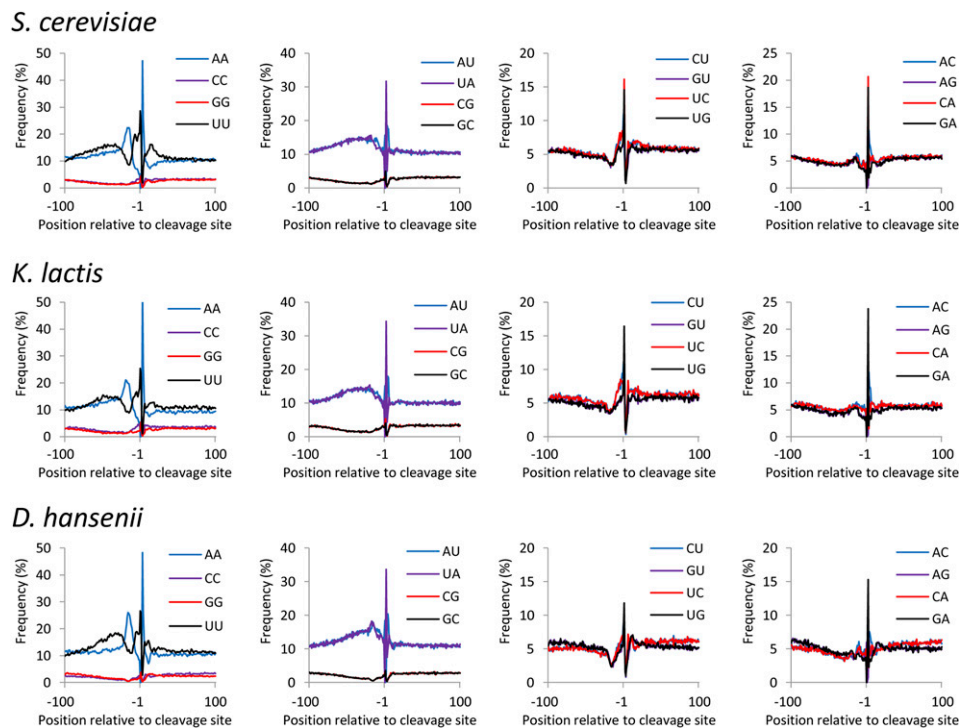 S. cerevisiae
Frequency (%)
50
40
30
20
10
0
AA
CC
GG
UU
-100
-1
100
Position relative to cleavage site
Frequency (%)
40
30
20
10
0
AU
UA
CG
GC
-100
-1
100
Position relative to cleavage site
Frequency (%)
20
15
10
5
0
CU
GU
UC
UG
-100
-1
100
Position relative to cleavage site
Frequency (%)
25
20
15
10
5
0
AC
AG
CA
GA
-100
-1
100
Position relative to cleavage site
K. lactis
Frequency (%)
50
40
30
20
10
0
AA
CC
GG
UU
-100
-1
100
Position relative to cleavage site
Frequency (%)
40
30
20
10
0
AU
UA
CG
GC
-100
-1
100
Position relative to cleavage site
Frequency (%)
20
15
10
5
0
CU
GU
UC
UG
-100
-1
100
Position relative to cleavage site
Frequency (%)
25
20
15
10
5
0
AC
AG
CA
GA
-100
-1
100
Position relative to cleavage site
D. hansenii
Frequency (%)
50
40
30
20
10
0
AA
CC
GG
UU
-100
-1
100
Position relative to cleavage site
Frequency (%)
40
30
20
10
0
AU
UA
CG
GC
-100
-1
100
Position relative to cleavage site
Frequency (%)
20
15
10
5
0
CU
GU
UC
UG
-100
-1
100
Position relative to cleavage site
Frequency (%)
20
15
10
5
0
AC
AG
CA
GA
-100
-1
100
Position relative to cleavage site